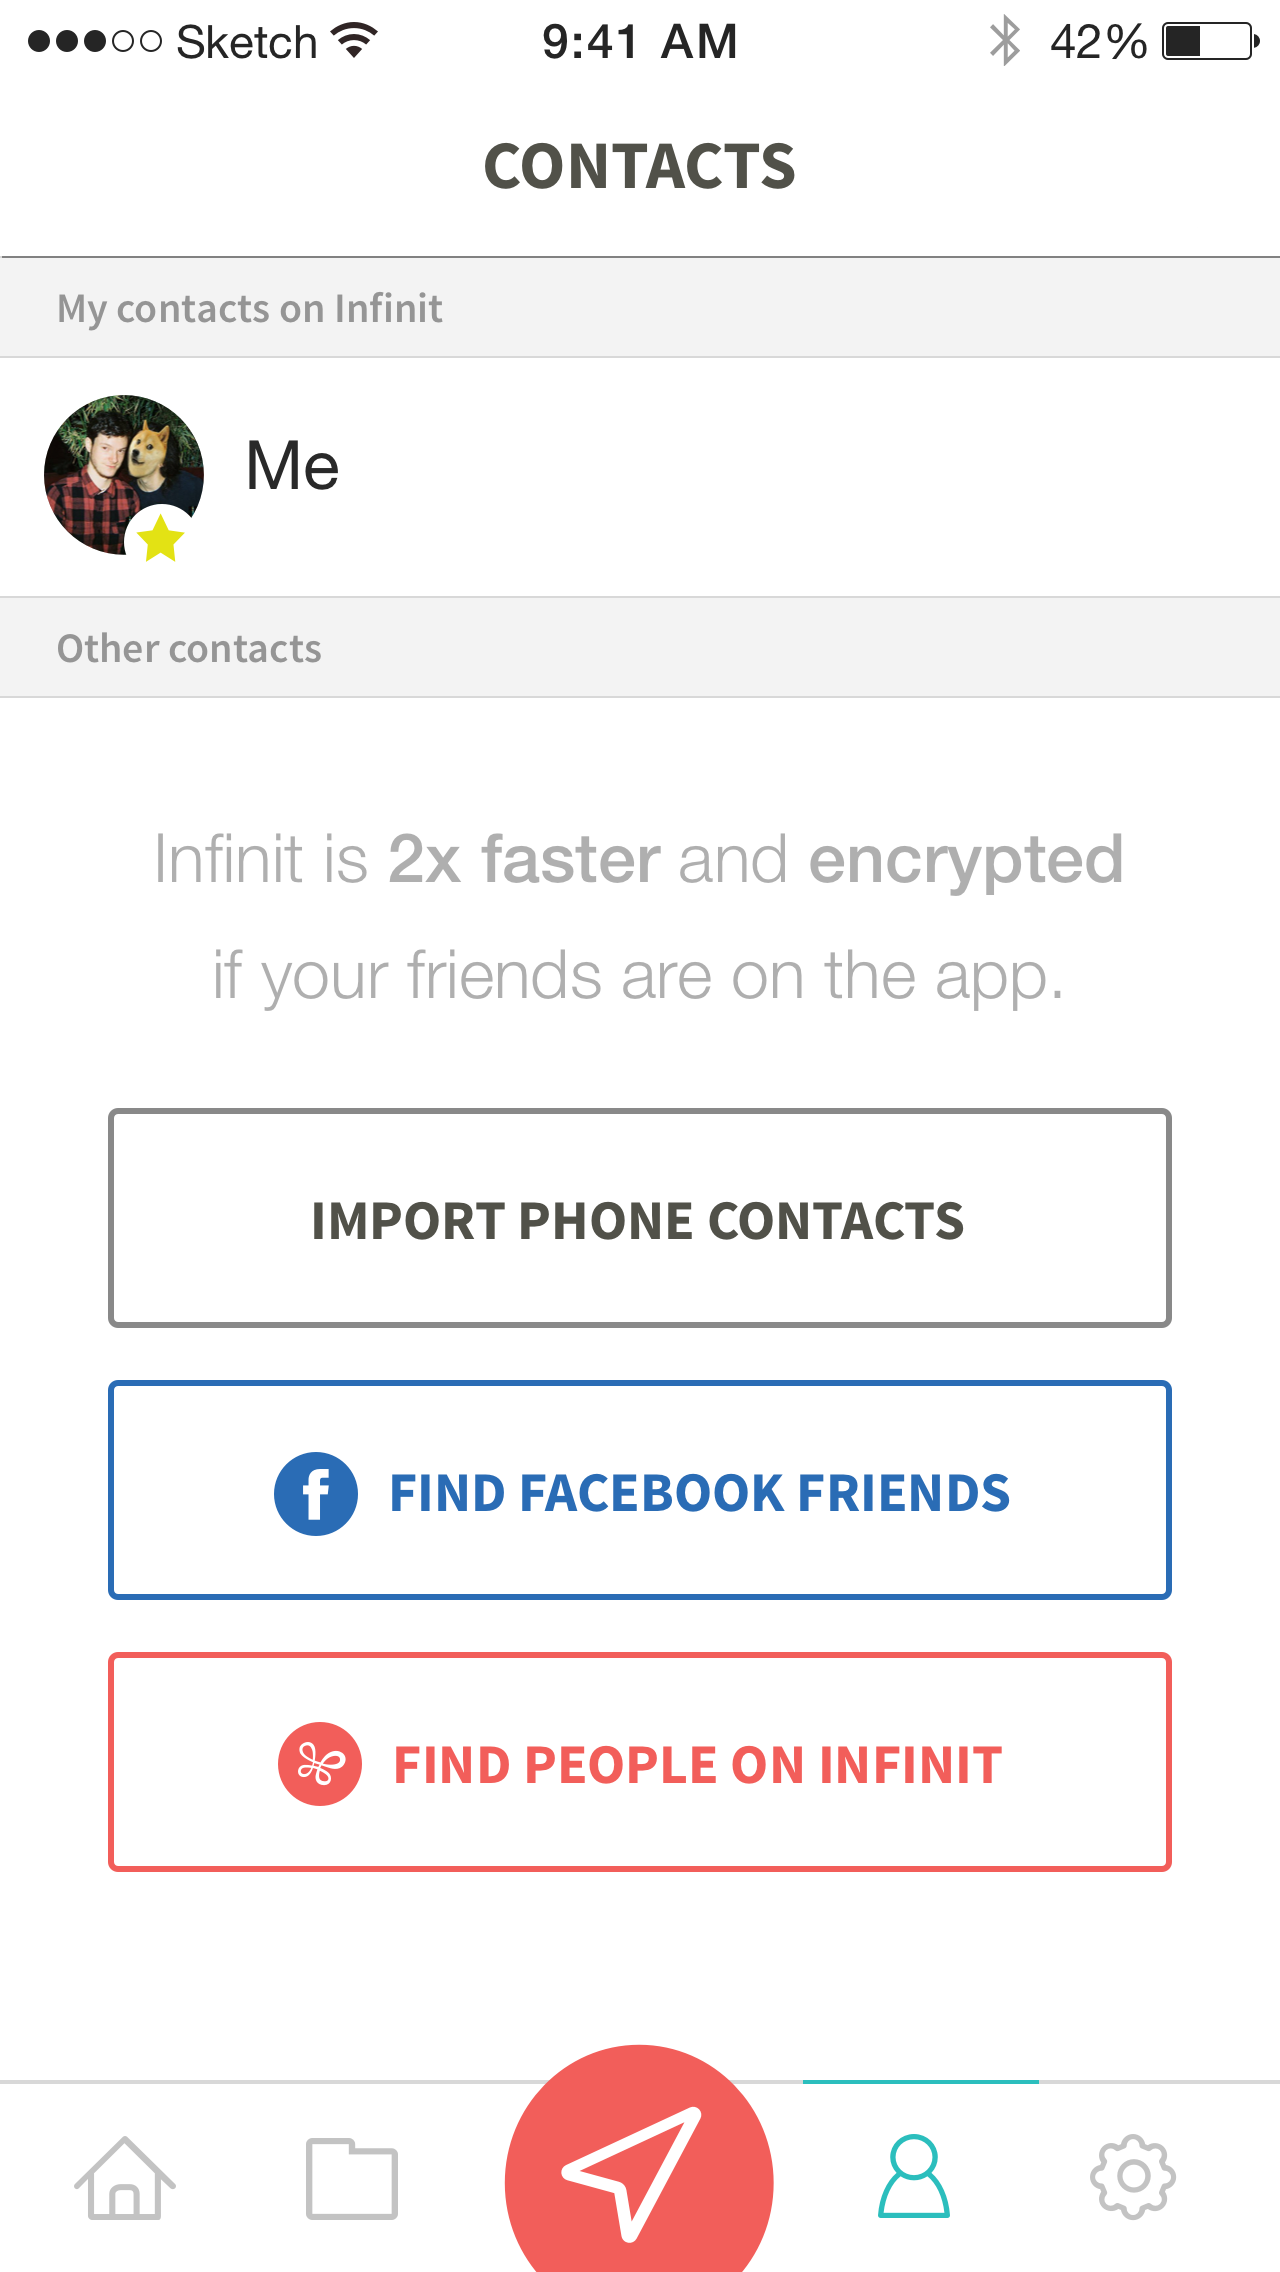 Sketch 9:41 AM 42%
CONTACTS
My contacts on Infinit
Me
Other contacts
Infinit is 2x faster and encrypted
if your friends are on the app.
IMPORT PHONE CONTACTS
FIND FACEBOOK FRIENDS
FIND PEOPLE ON INFINIT